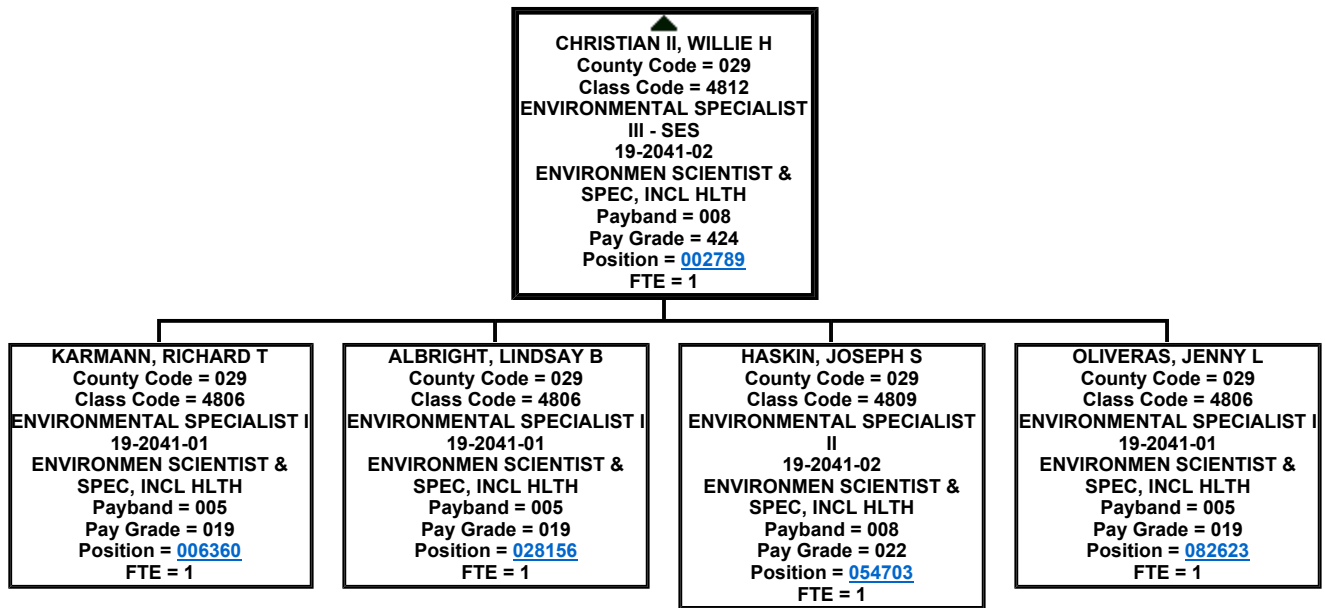 CHRISTIAN II, WILLIE H
County Code = 029
Class Code = 4812
ENVIRONMENTAL SPECIALIST
III - SES
19-2041-02
ENVIRONMEN SCIENTIST &
SPEC, INCL HLTH
Payband = 008
Pay Grade = 424
Position = 002789
FTE = 1
KARMANN, RICHARD T
County Code = 029
Class Code = 4806
ENVIRONMENTAL SPECIALIST I
19-2041-01
ENVIRONMEN SCIENTIST &
SPEC, INCL HLTH
Payband = 005
Pay Grade = 019
Position = 006360
FTE = 1
ALBRIGHT, LINDSAY B
County Code = 029
Class Code = 4806
ENVIRONMENTAL SPECIALIST I
19-2041-01
ENVIRONMEN SCIENTIST &
SPEC, INCL HLTH
Payband = 005
Pay Grade = 019
Position = 028156
FTE = 1
HASKIN, JOSEPH S
County Code = 029
Class Code = 4809
ENVIRONMENTAL SPECIALIST
II
19-2041-02
ENVIRONMEN SCIENTIST &
SPEC, INCL HLTH
Payband = 008
Pay Grade = 022
Position = 054703
FTE = 1
OLIVERAS, JENNY L
County Code = 029
Class Code = 4806
ENVIRONMENTAL SPECIALIST I
19-2041-01
ENVIRONMEN SCIENTIST &
SPEC, INCL HLTH
Payband = 005
Pay Grade = 019
Position = 082623
FTE = 1